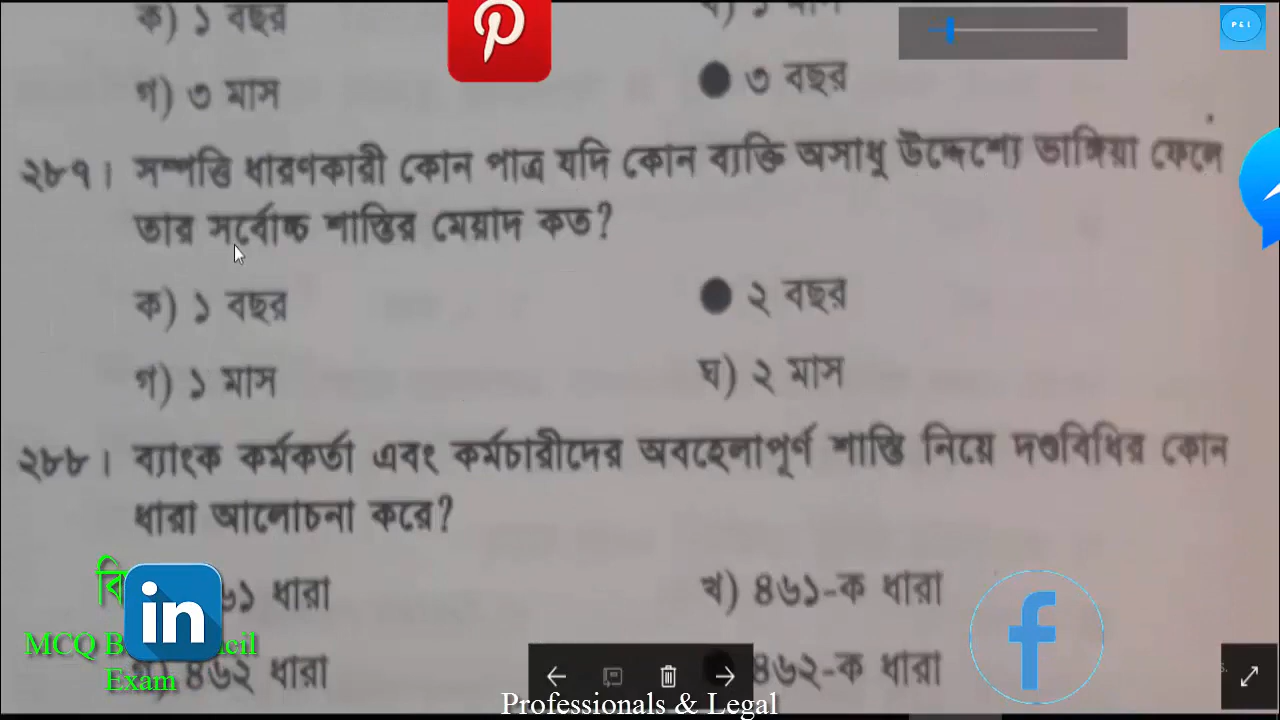 ক) ১ বছর
গ) ৩ মাস
৩ বছর
P & L
২৮৭। সম্পত্তি ধারণকারী কোন পাত্র যদি কোন ব্যক্তি অসাধু উদ্দেশ্যে ভাঙ্গিয়া ফেলে
তার সর্বোচ্চ শাস্তির মেয়াদ কত?
ক) ১ বছর
২ বছর
গ) ১ মাস
ঘ) ২ মাস
২৮৮। ব্যাংক কর্মকর্তা এবং কর্মচারীদের অবহেলাপূর্ণ শাস্তি নিয়ে দণ্ডবিধির কোন
ধারা আলোচনা করে?
ধারা
খ) ৪৬১-ক ধারা
৪৬২ ধারা
৪৬২-ক ধারা
in
MCQ
Exam
Professionals & Legal